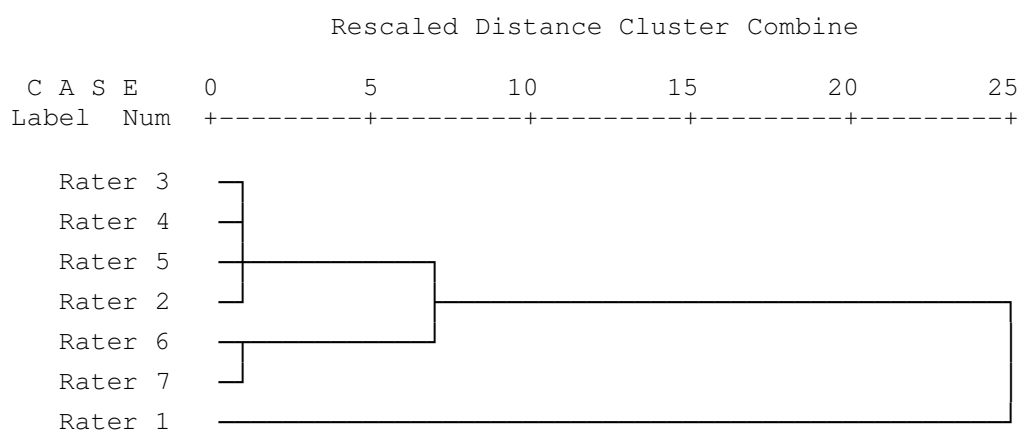 Rescaled Distance Cluster Combine
C A S E 0 5 10 15 20 25
Label Num +---------+---------+---------+---------+---------+
Rater 3
Rater 4
Rater 5
Rater 2
Rater 6
Rater 7
Rater 1